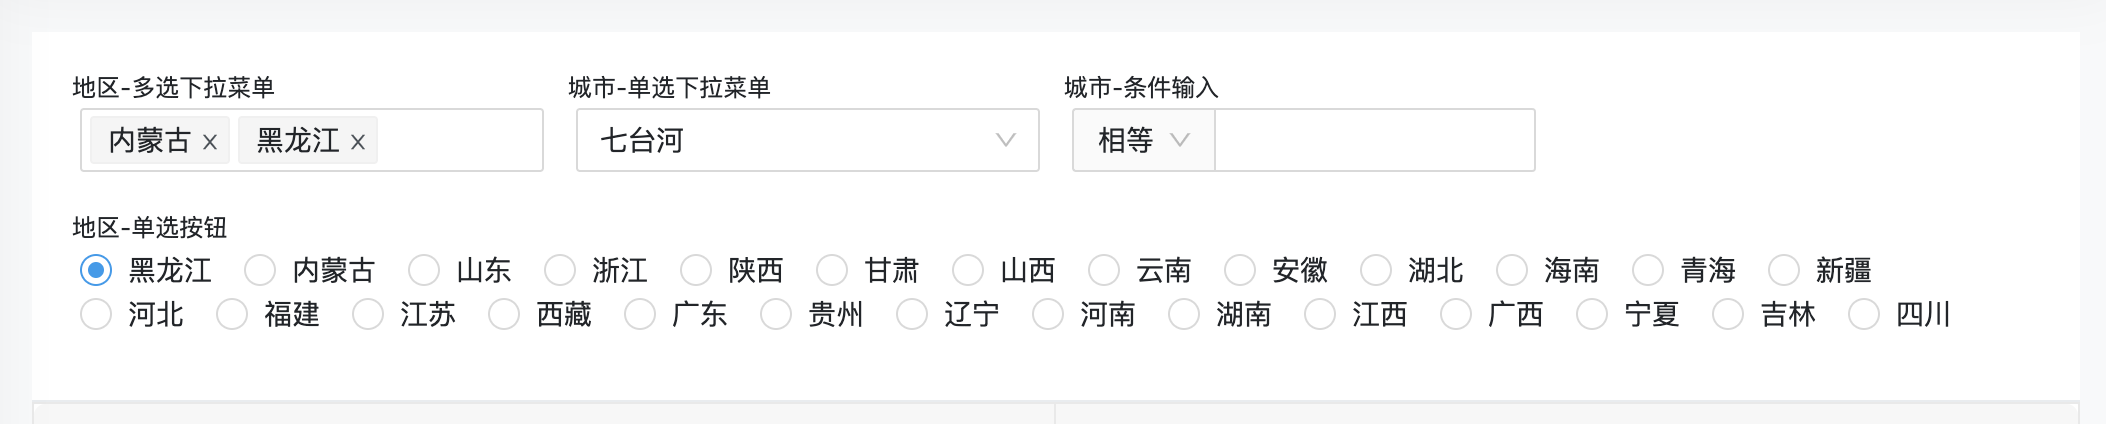 地区-多选下拉菜单 城市-单选下拉菜单 城市-条件输入
内蒙古 x 黑龙江 x 七台河 相等
地区-单选按钮
黑龙江 内蒙古 山东 浙江 陕西 甘肃 山西 云南 安徽 湖北 海南 青海 新疆
河北 福建 江苏 西藏 广东 贵州 辽宁 河南 湖南 江西 广西 宁夏 吉林 四川